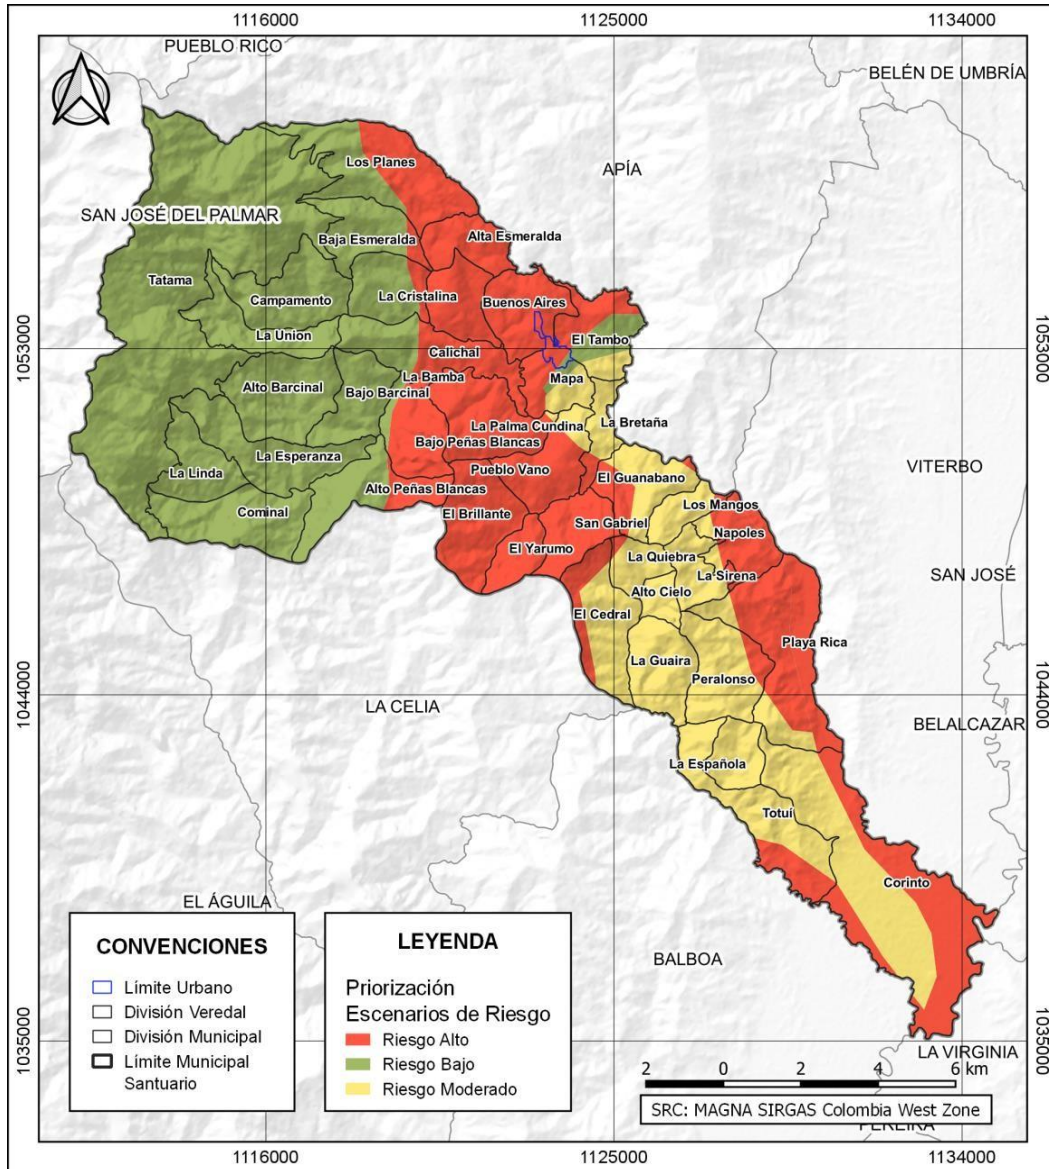 1116000
1125000
1134000
PUEBLO RICO
BELÉN DE UMBRÍA
APÍA
Los Planes
SAN JOSÉ DEL PALMAR
Baja Esmeralda
Alta Esmeralda
Tatama
Campamento
La Cristalina
Buenos Aires
La Union
El Tambo
1053000
1053000
Calichal
La Bamba
Mapa
Alto Barcinal
Bajo Barcinal
La Palma Cundina
La Bretaña
Bajo Peñas Blancas
La Esperanza
La Linda
Pueblo Vano
El Guanabano
VITERBO
Alto Peñas Blancas
Los Mangos
Cominal
El Brillante
San Gabriel
Napoles
El Yarumo
La Quiebra
La Sirena
SAN JOSÉ
Alto Cielo
El Cedral
Playa Rica
La Guaira
Peralonso
1044000
1044000
LA CELIA
BELALCAZAR
La Española
Totuí
Corinto
EL ÁGUILA
BALBOA
CONVENCIONES
Límite Urbano
División Veredal
División Municipal
Límite Municipal
Santuario
LEYENDA
Priorización
Escenarios de Riesgo
Riesgo Alto
Riesgo Bajo
Riesgo Moderado
1035000
1035000
LA VIRGINIA
2 0 2 4 6 km
SRC: MAGNA SIRGAS Colombia West Zone
PEREIRA
1116000
1125000
1134000